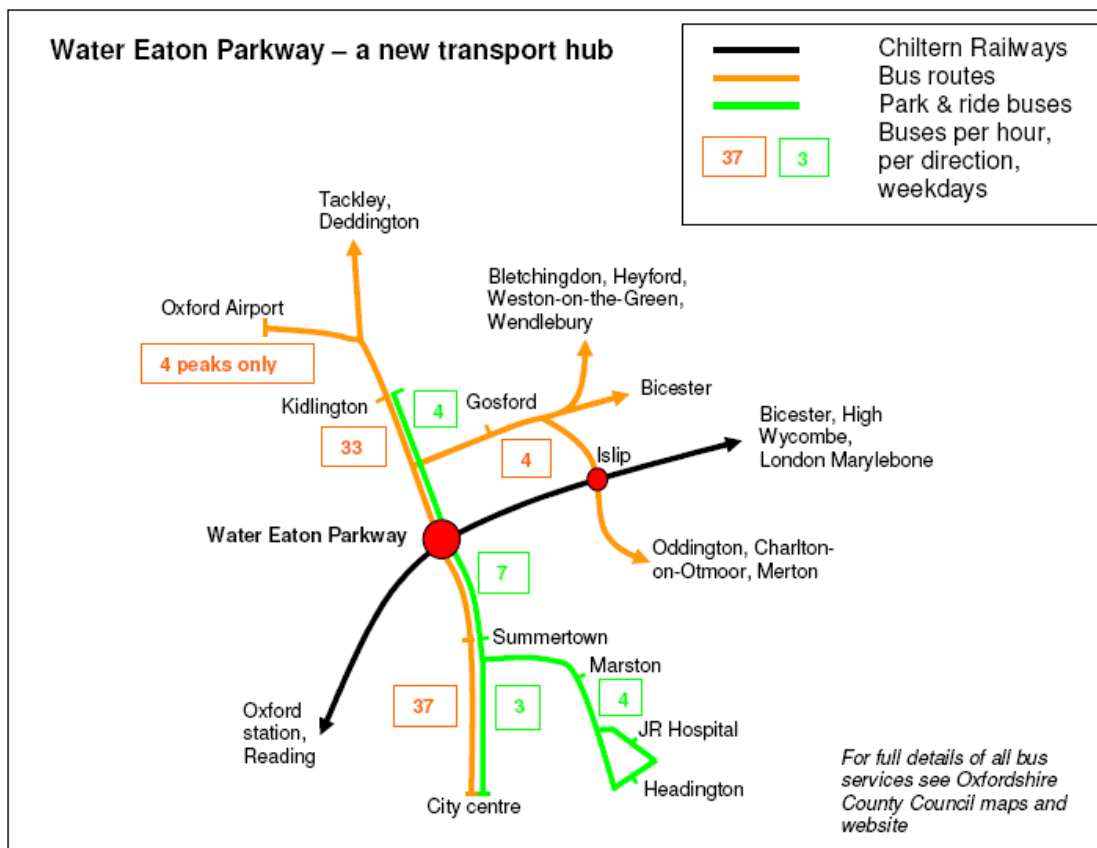 Water Eaton Parkway – a new transport hub
Chiltern Railways
Bus routes
Park & ride buses
37
3
Buses per hour,
per direction,
weekdays
Tackley,
Deddington
Oxford Airport
4 peaks only
Bletchingdon, Heyford,
Weston-on-the-Green,
Wendlebury
Kidlington
4
Gosford
Bicester
33
4
Islip
Bicester, High
Wycombe,
London Marylebone
Water Eaton Parkway
7
Oddington, Charlton-
on-Otmoor, Merton
Summertown
Marston
37
3
4
Oxford
station,
Reading
JR Hospital
Headington
City centre
For full details of all bus
services see Oxfordshire
County Council maps and
website